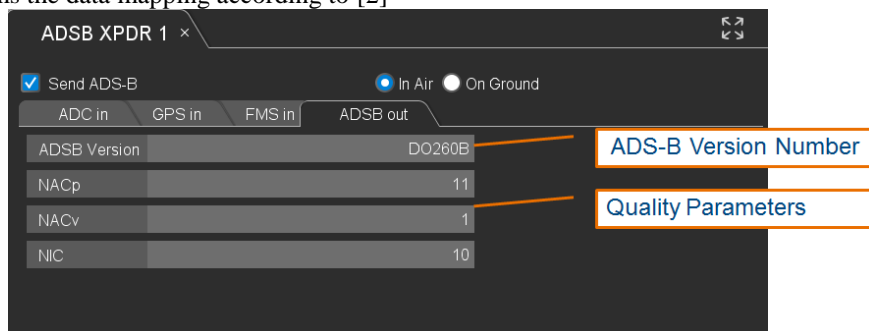 ns the data mapping according to [2]
ADSB XPDR 1 ×
Send ADS-B In Air On Ground
ADC in GPS in FMS in ADSB out
ADSB Version DO260B
ADS-B Version Number
NACp 11
NACv 1
Quality Parameters
NIC 10